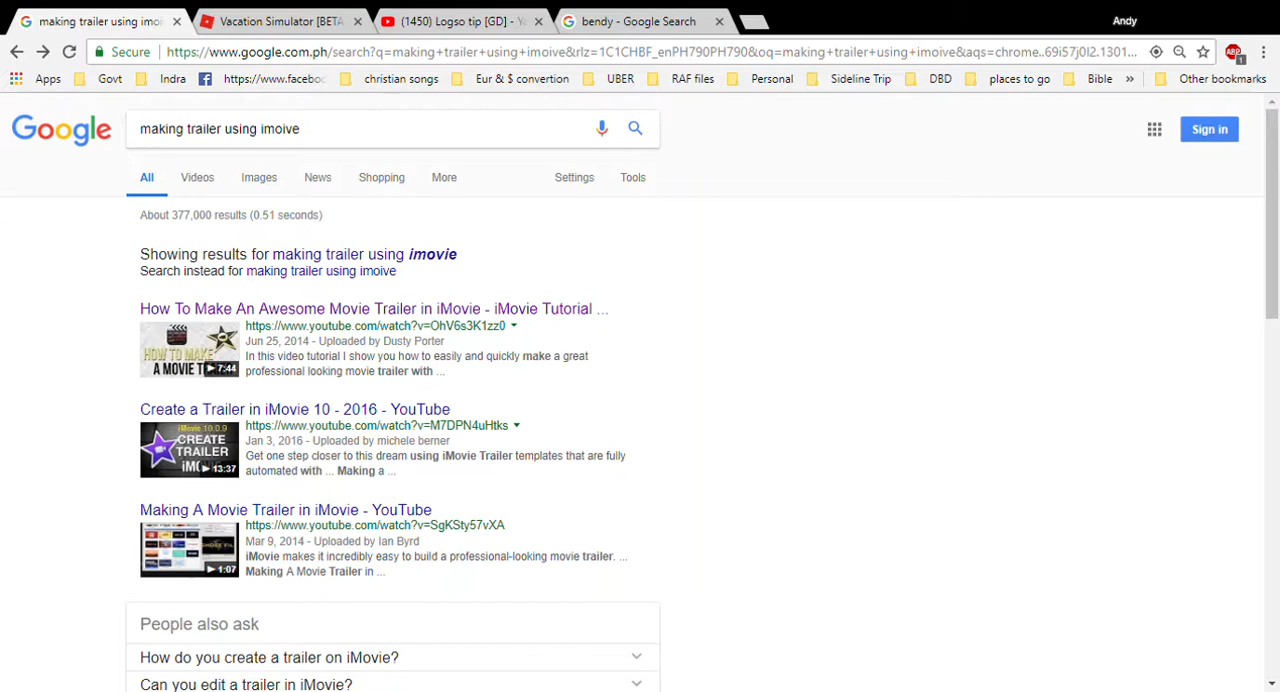 making trailer using imoi
Vacation Simulator [BETA
(1450) Logso tip [GD] - Y
bendy - Google Search
Andy
Secure
https://www.google.com.ph/search?q=making+trailer+using+imoive&rlz=1C1CHBF_enPH790PH790&oq=making+trailer+using+imoive&aqs=chrome..69i57j0l2.1301...
ABP
1
Apps
Govt
Indra
https://www.faceboo
christian songs
Eur & $ convertion
UBER
RAF files
Personal
Sideline Trip
DBD
places to go
Bible
»
Other bookmarks
Google
making trailer using imoive
Sign in
All Videos Images News Shopping More Settings Tools
About 377,000 results (0.51 seconds)
Showing results for making trailer using imovie
Search instead for making trailer using imoive
How To Make An Awesome Movie Trailer in iMovie - iMovie Tutorial ...
https://www.youtube.com/watch?v=OhV6s3K1zz0
Jun 25, 2014 - Uploaded by Dusty Porter
In this video tutorial I show you how to easily and quickly make a great
professional looking movie trailer with ...
HOW TO MAKE
A MOVIE T
7:44
Create a Trailer in iMovie 10 - 2016 - YouTube
https://www.youtube.com/watch?v=M7DPN4uHtks
Jan 3, 2016 - Uploaded by michele berner
Get one step closer to this dream using iMovie Trailer templates that are fully
automated with ... Making a ...
iMovie 10.0.9
CREATE
TRAILER
iM
13:37
Making A Movie Trailer in iMovie - YouTube
https://www.youtube.com/watch?v=SgKSty57vXA
Mar 9, 2014 - Uploaded by Ian Byrd
iMovie makes it incredibly easy to build a professional-looking movie trailer. ...
Making A Movie Trailer in ...
1:07
People also ask
How do you create a trailer on iMovie?
Can you edit a trailer in iMovie?